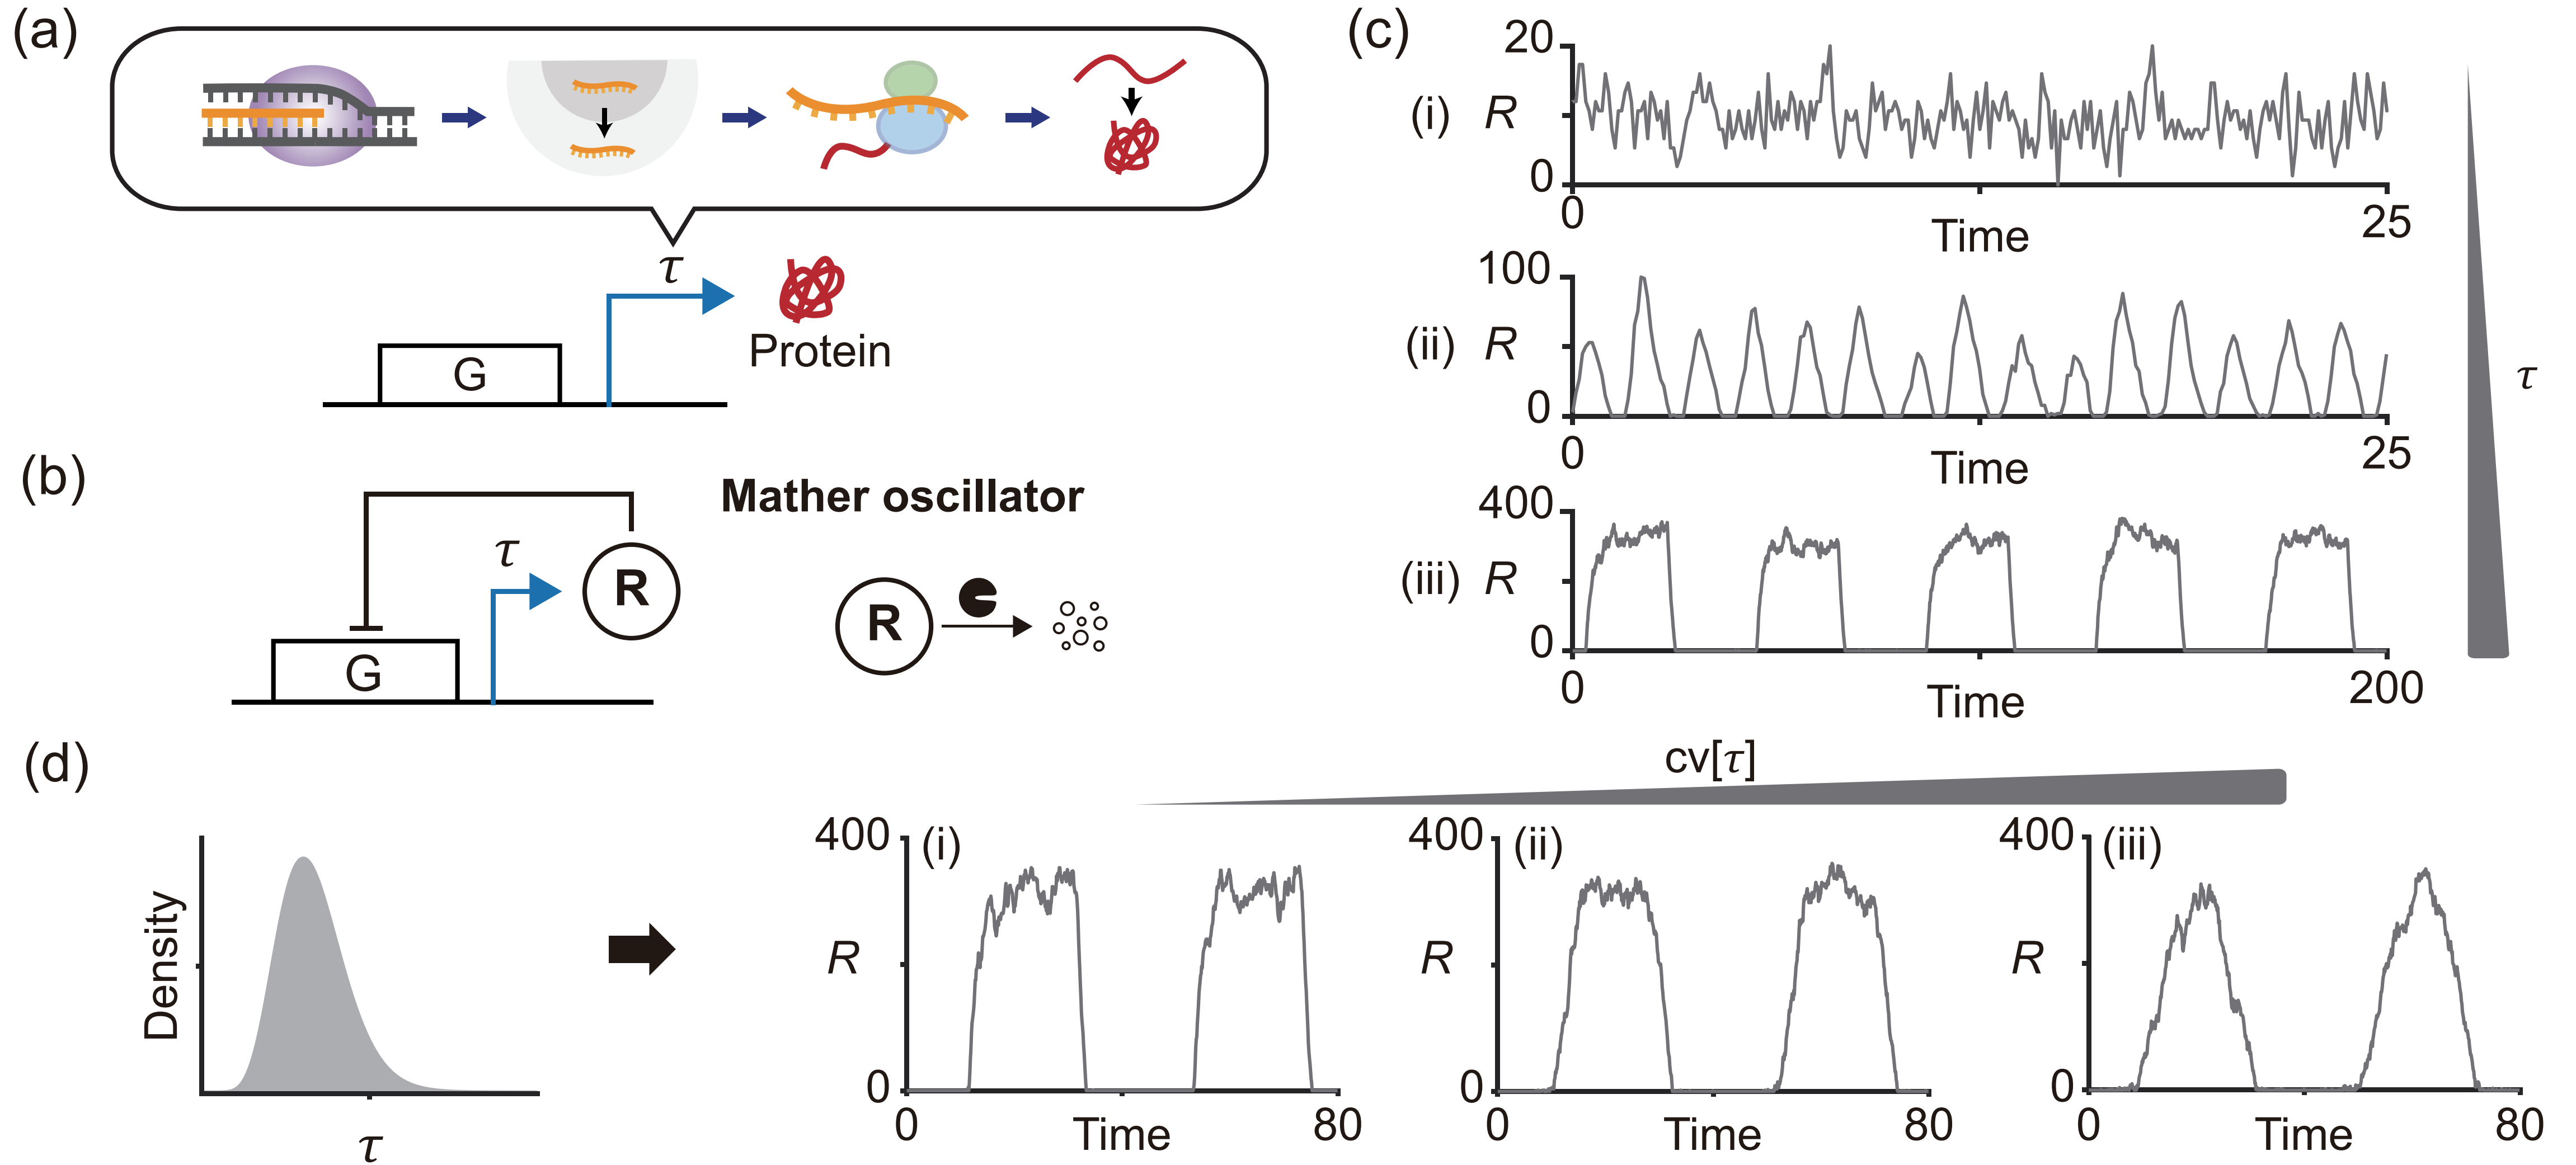 (a)
τ
Protein
G
(b)
Mather oscillator
τ
R
G
R
(c)
(i)
R
20
0
0
25
Time
(ii)
R
100
0
0
25
Time
(iii)
R
400
0
0
200
Time
τ
(d)
Density
τ
cv[τ]
(i)
400
R
0
0
Time
80
(ii)
400
R
0
0
Time
80
(iii)
400
R
0
0
Time
80